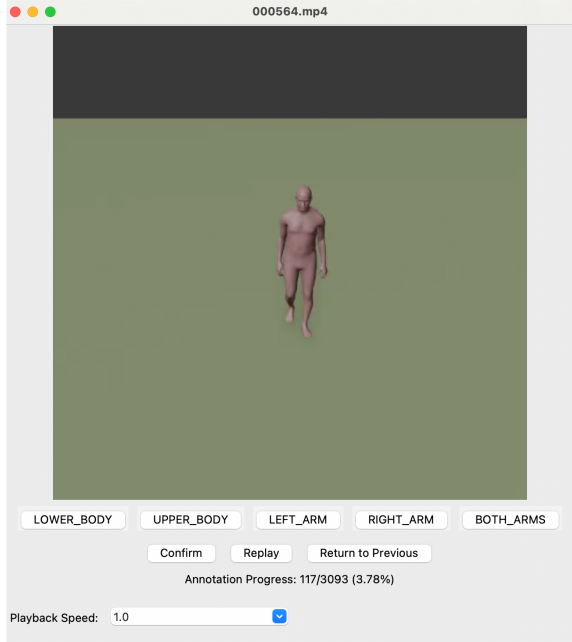 000564.mp4
LOWER_BODY UPPER_BODY LEFT_ARM RIGHT_ARM BOTH_ARMS
Confirm Replay Return to Previous
Annotation Progress: 117/3093 (3.78%)
Playback Speed: 1.0